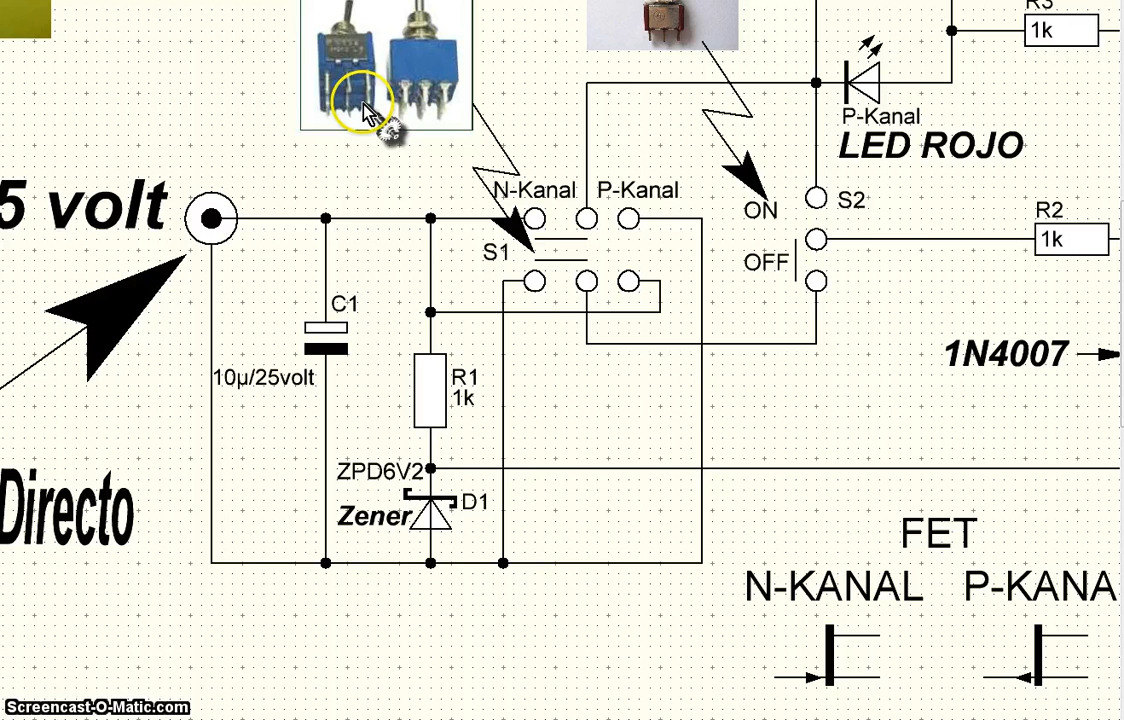 R3
1k
P-Kanal
LED ROJO
N-Kanal P-Kanal
5 volt
ON
S2
S1
OFF
R2
1k
C1
10µ/25volt
R1
1k
1N4007
ZPD6V2
D1
Zener
Directo
FET
N-KANAL P-KANA
Screencast-O-Matic.com